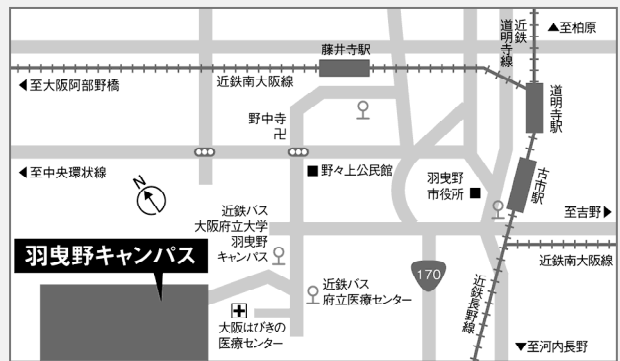 近鉄
道明寺線
▲至柏原
藤井寺駅
◀至大阪阿部野橋
近鉄南大阪線
道明寺駅
野中寺
卍
◀至中央環状線
■野々上公民館
羽曳野
市役所■
古市駅
N
近鉄バス
大阪府立大学
羽曳野
キャンパス
至吉野▶
羽曳野キャンパス
近鉄南大阪線
170
近鉄バス
府立医療センター
近鉄長野線
大阪はびきの
医療センター
▼至河内長野